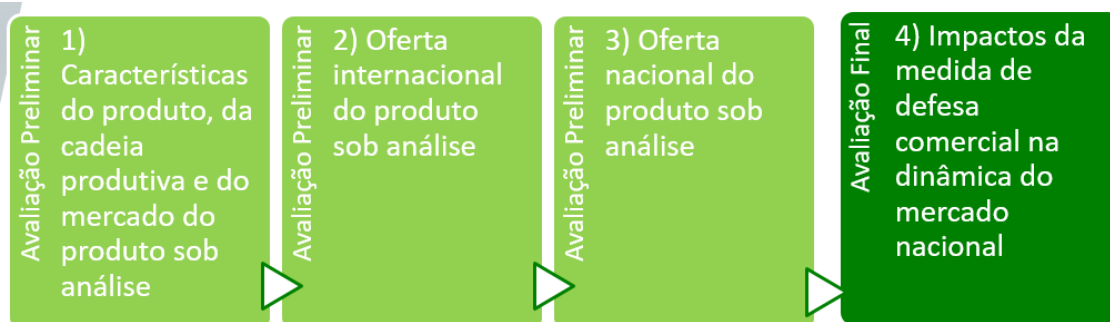 Avaliação Preliminar
1)
Características
do produto, da
cadeia
produtiva e do
mercado do
produto sob
análise
Avaliação Preliminar
2) Oferta
internacional
do produto
sob análise
Avaliação Preliminar
3) Oferta
nacional do
produto sob
análise
Avaliação Final
4) Impactos da
medida de
defesa
comercial na
dinâmica do
mercado
nacional